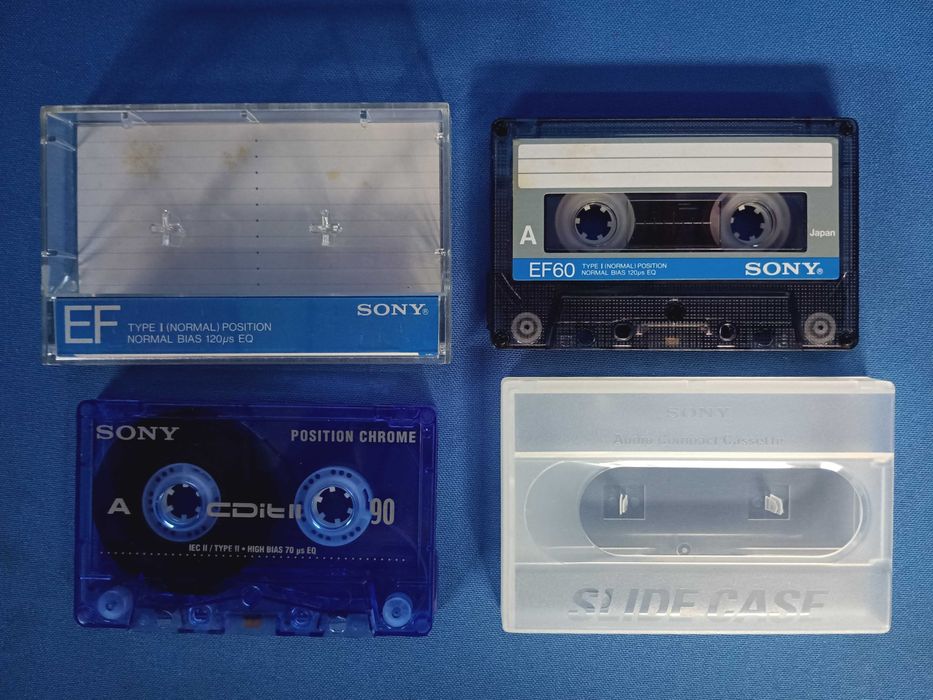 EF
TYPE I (NORMAL) POSITION
NORMAL BIAS 120µs EQ
SONY®
A
Japan
EF60
TYPE I (NORMAL) POSITION
NORMAL BIAS 120µs EQ
SONY®
SONY
POSITION CHROME
A
CDit II
90
IEC II / TYPE II • HIGH BIAS 70 µs EQ
SONY
Audio Compact Cassette
SLIDE CASE